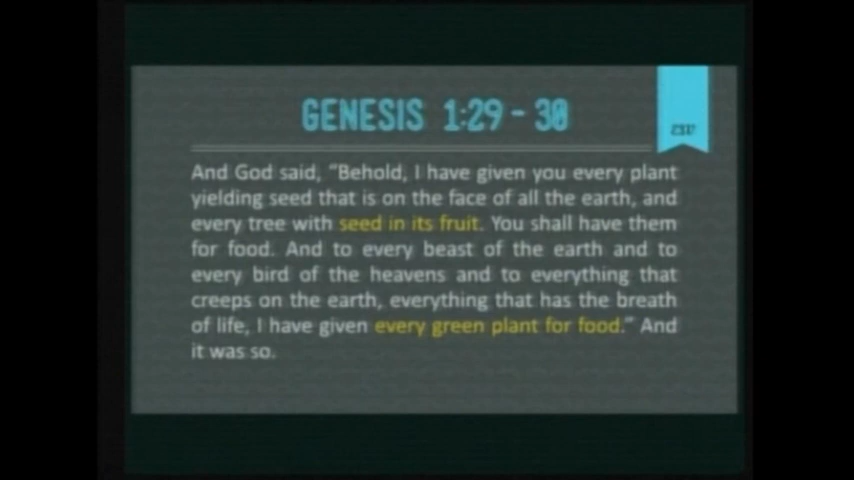 GENESIS 1:29 - 30
And God said, "Behold, I have given you every plant
yielding seed that is on the face of all the earth, and
every tree with seed in its fruit. You shall have them
for food. And to every beast of the earth and to
every bird of the heavens and to everything that
creeps on the earth, everything that has the breath
of life, I have given every green plant for food." And
it was so.